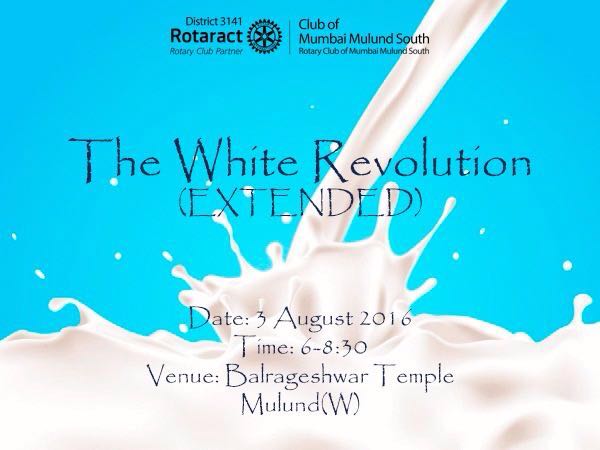 District 3141
Rotaract
Rotary Club Partner
Club of
Mumbai Mulund South
Rotary Club of Mumbai Mulund South
The White Revolution
(EXTENDED)
Date: 3 August 2016
Time: 6-8:30
Venue: Balrageshwar Temple
Mulund(W)